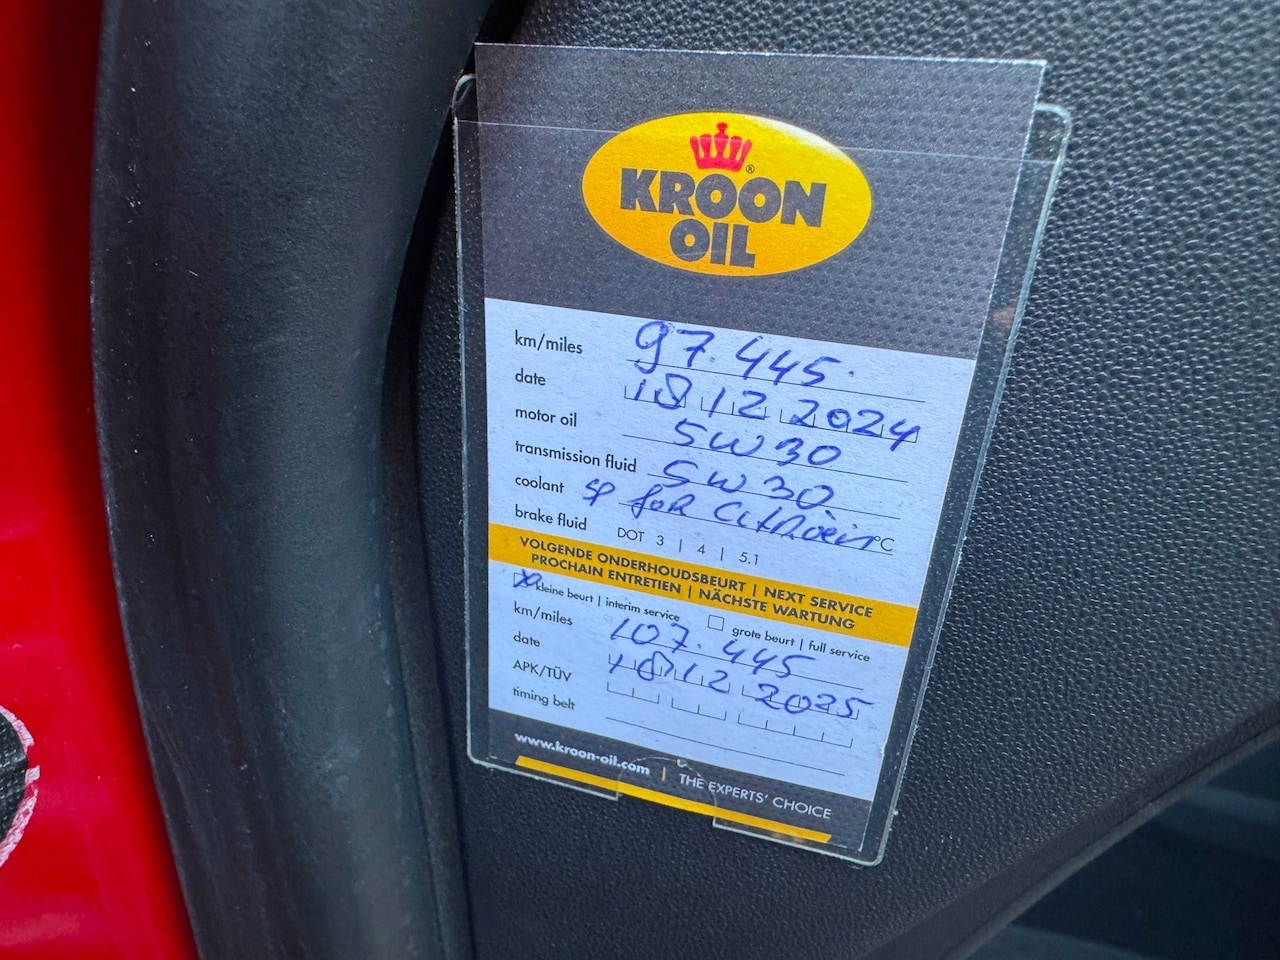 KROON®
OIL
km/miles 97.445.
date 18 12 2024
motor oil 5W30
transmission fluid 5W30
coolant sp foR Citroein °C
brake fluid DOT 3 | 4 | 5.1
VOLGENDE ONDERHOUDSBEURT | NEXT SERVICE
PROCHAIN ENTRETIEN | NÄCHSTE WARTUNG
kleine beurt | interim service grote beurt | full service
km/miles 107.445
date 18 12 2025
APK/TÜV
timing belt
www.kroon-oil.com | THE EXPERTS' CHOICE